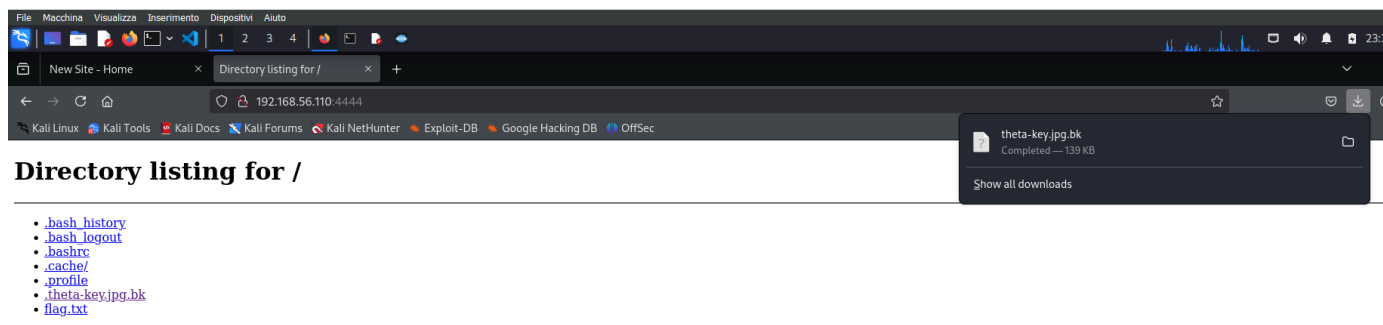 File Macchina Visualizza Inserimento Dispositivi Aiuto
1 2 3 4
New Site - Home
Directory listing for /
192.168.56.110:4444
Kali Linux Kali Tools Kali Docs Kali Forums Kali NetHunter Exploit-DB Google Hacking DB OffSec
theta-key.jpg.bk
Completed — 139 KB
Show all downloads
Directory listing for /
.bash_history
.bash_logout
.bashrc
.cache/
.profile
.theta-key.jpg.bk
flag.txt